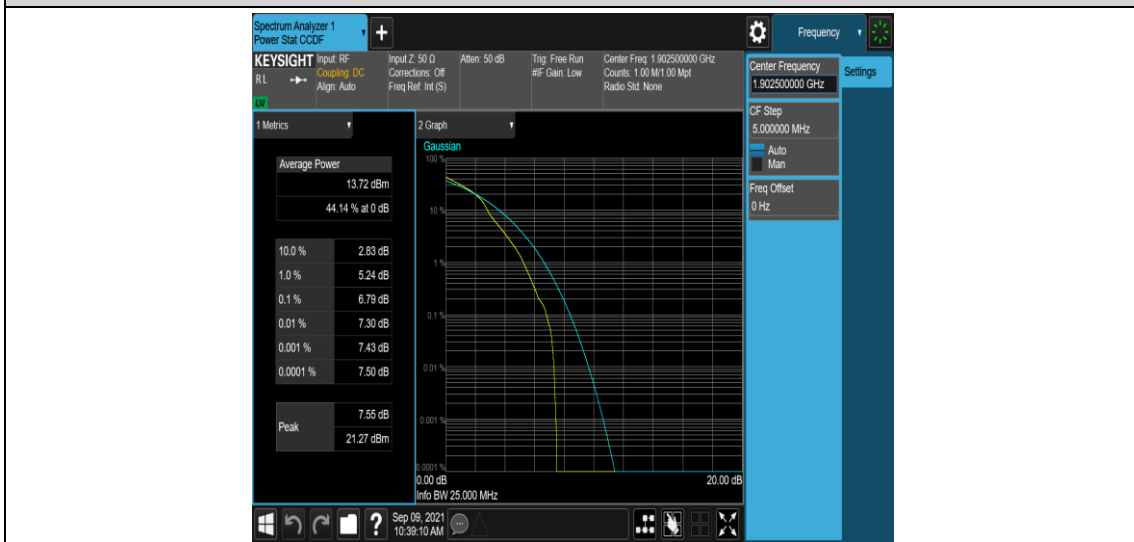 Spectrum Analyzer 1
Power Stat CCDF
+
Frequency
KEYSIGHT
RL
LXI
Input: RF
Coupling: DC
Align: Auto
Input Z: 50 Ω
Corrections: Off
Freq Ref: Int (S)
Atten: 50 dB
Trig: Free Run
#IF Gain: Low
Center Freq: 1.902500000 GHz
Counts: 1.00 M/1.00 Mpt
Radio Std: None
Center Frequency
1.902500000 GHz
Settings
CF Step
5.000000 MHz
Auto
Man
Freq Offset
0 Hz
1 Metrics
Average Power
13.72 dBm
44.14 % at 0 dB
10.0 % 2.83 dB
1.0 % 5.24 dB
0.1 % 6.79 dB
0.01 % 7.30 dB
0.001 % 7.43 dB
0.0001 % 7.50 dB
Peak
7.55 dB
21.27 dBm
2 Graph
Gaussian
100 %
10 %
1 %
0.1 %
0.01 %
0.001 %
0.0001 %
0.00 dB 20.00 dB
Info BW 25.000 MHz
?
Sep 09, 2021
10:39:10 AM